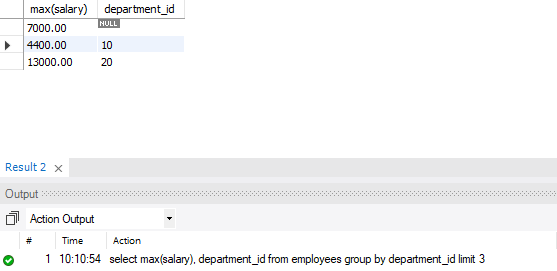 max(salary) department_id
7000.00 NULL
4400.00 10
13000.00 20
Result 2
Output
Action Output
# Time Action
1 10:10:54 select max(salary), department_id from employees group by department_id limit 3